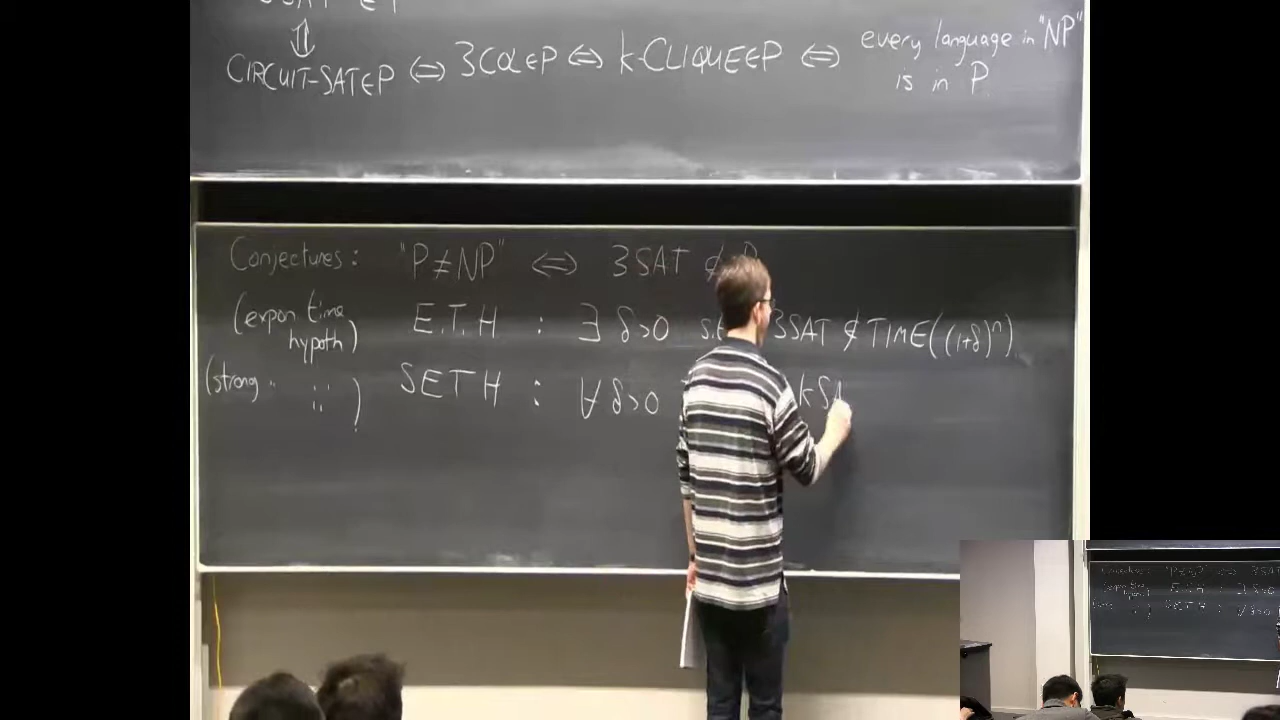 CIRCUIT-SAT∈P ⇔ 3COL∈P ⇔ k-CLIQUE∈P ⇔ every language in "NP" is in P
Conjectures: "P≠NP" ⇔ 3SAT ∉ P
(expon time hypoth) E.T.H : ∃ δ>0 3SAT ∉ TIME((1+δ)^n)
(strong " ") SETH : ∀ δ>0 kSA